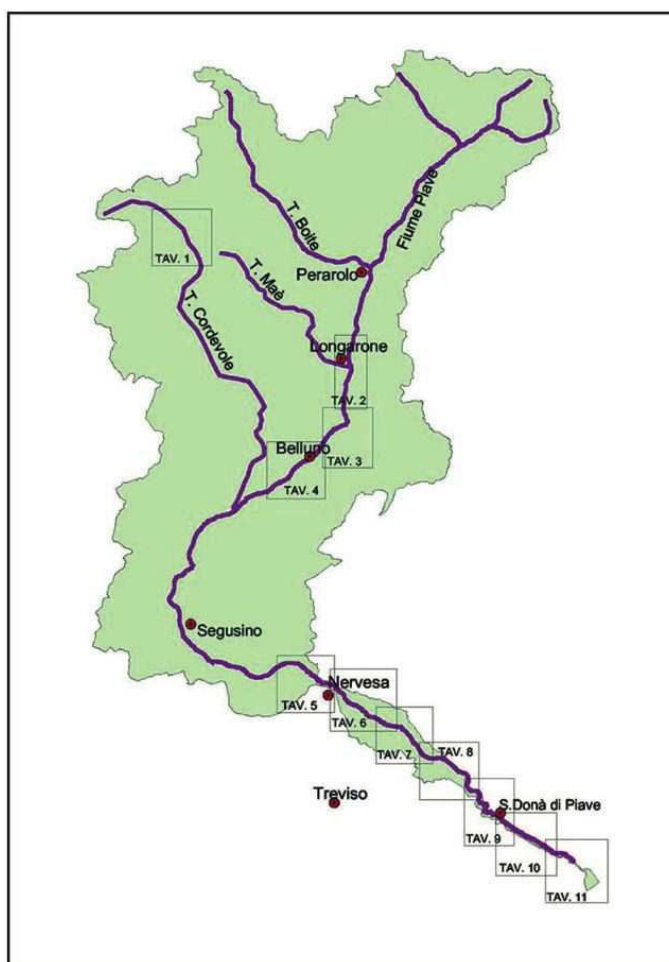 T. Boite
Fiume Piave
TAV. 1
T. Maè
Perarolo
T. Cordevole
Longarone
TAV. 2
Belluno
TAV. 3
TAV. 4
Segusino
Nervesa
TAV. 5
TAV. 6
TAV. 7
TAV. 8
Treviso
S.Donà di Piave
TAV. 9
TAV. 10
TAV. 11